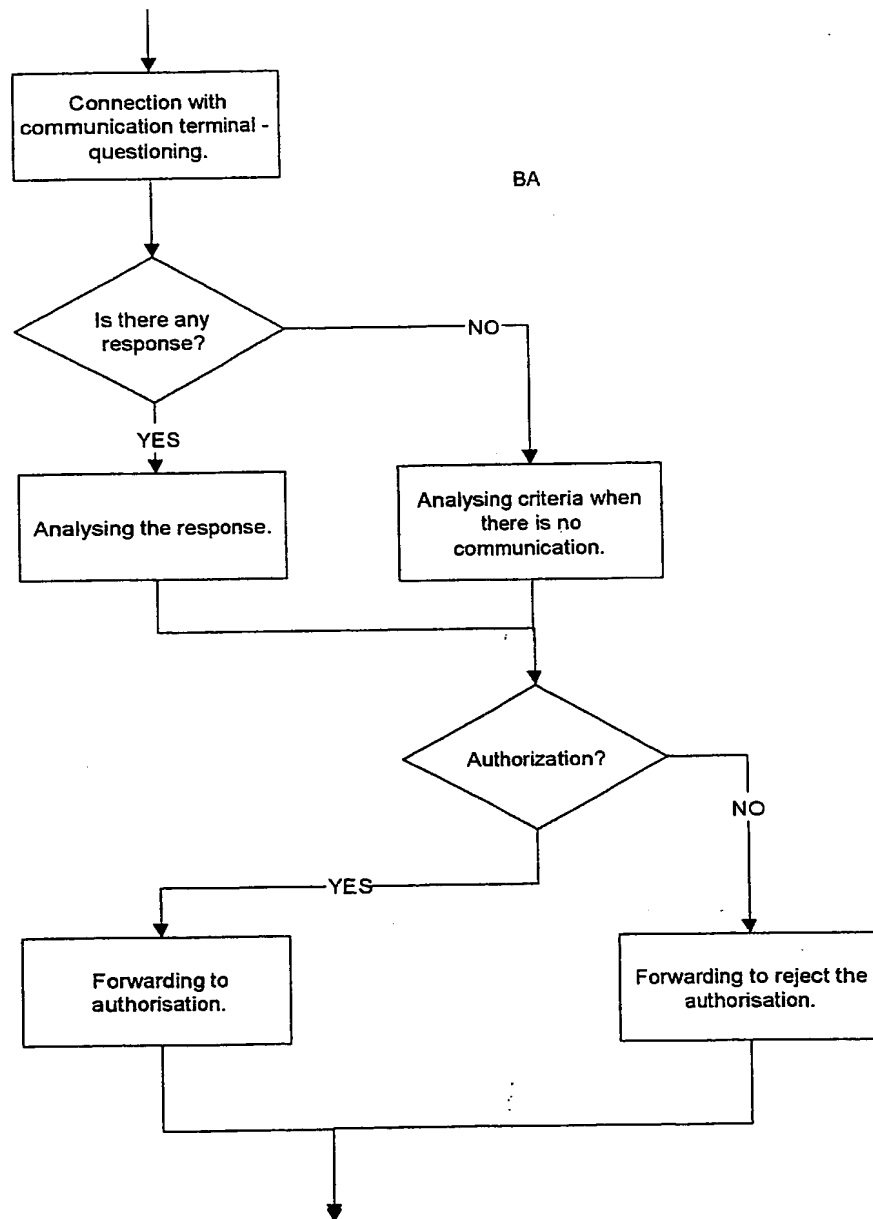 Connection with
communication terminal -
questioning.
BA
Is there any
response?
NO
YES
Analysing the response.
Analysing criteria when
there is no
communication.
Authorization?
NO
YES
Forwarding to
authorisation.
Forwarding to reject the
authorisation.